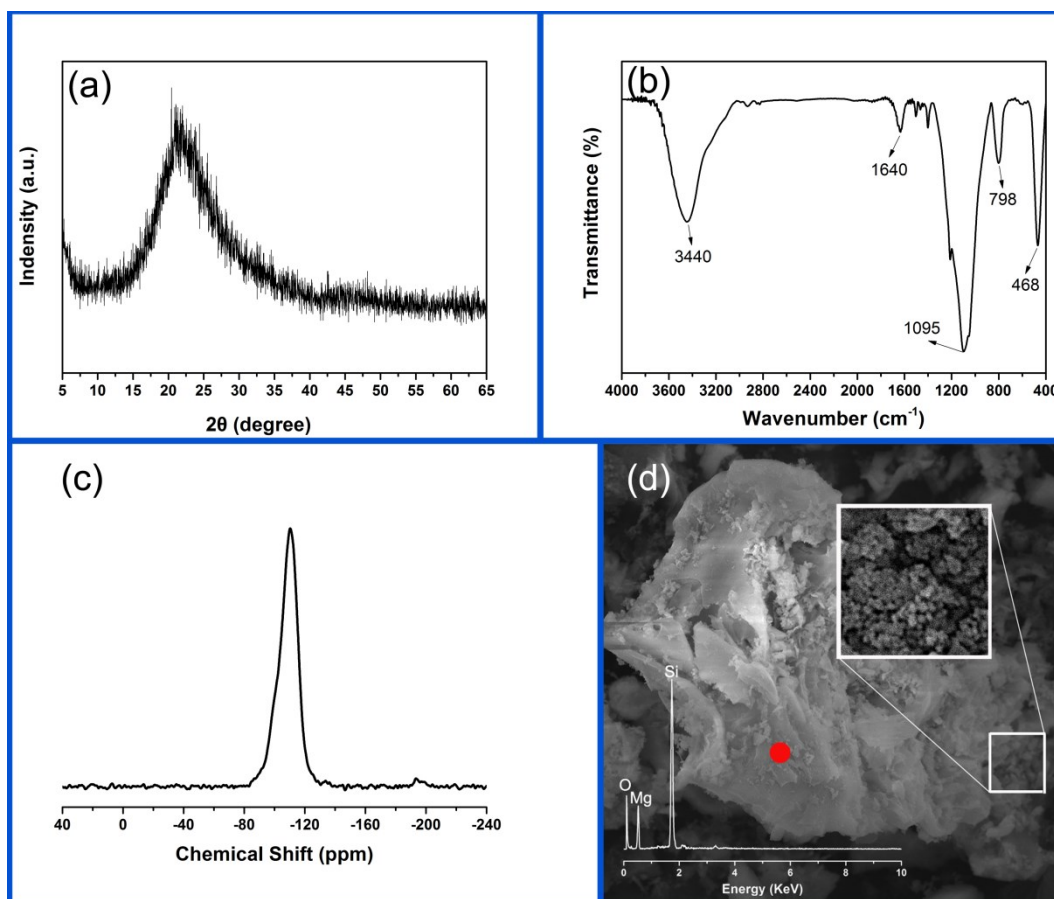 (a)
Indensity (a.u.)
5 10 15 20 25 30 35 40 45 50 55 60 65
2θ (degree)
(b)
Transmittance (%)
3440
1640
1095
798
468
4000 3600 3200 2800 2400 2000 1600 1200 800 400
Wavenumber (cm⁻¹)
(c)
40 0 -40 -80 -120 -160 -200 -240
Chemical Shift (ppm)
(d)
Si
O
Mg
0 2 4 6 8 10
Energy (KeV)